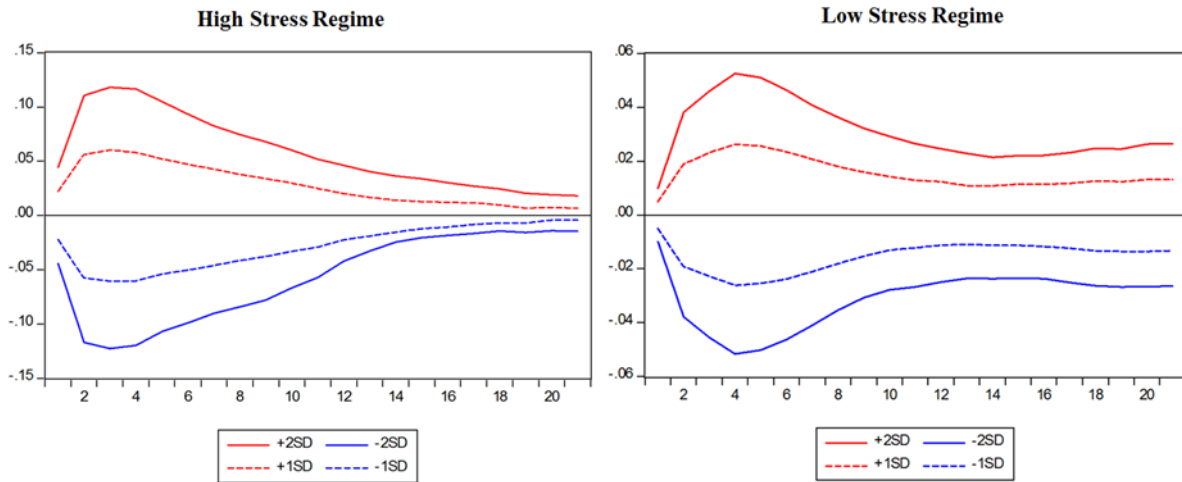 High Stress Regime
.15
.10
.05
.00
-.05
-.10
-.15
2 4 6 8 10 12 14 16 18 20
+2SD -2SD
+1SD -1SD
Low Stress Regime
.06
.04
.02
.00
-.02
-.04
-.06
2 4 6 8 10 12 14 16 18 20
+2SD -2SD
+1SD -1SD